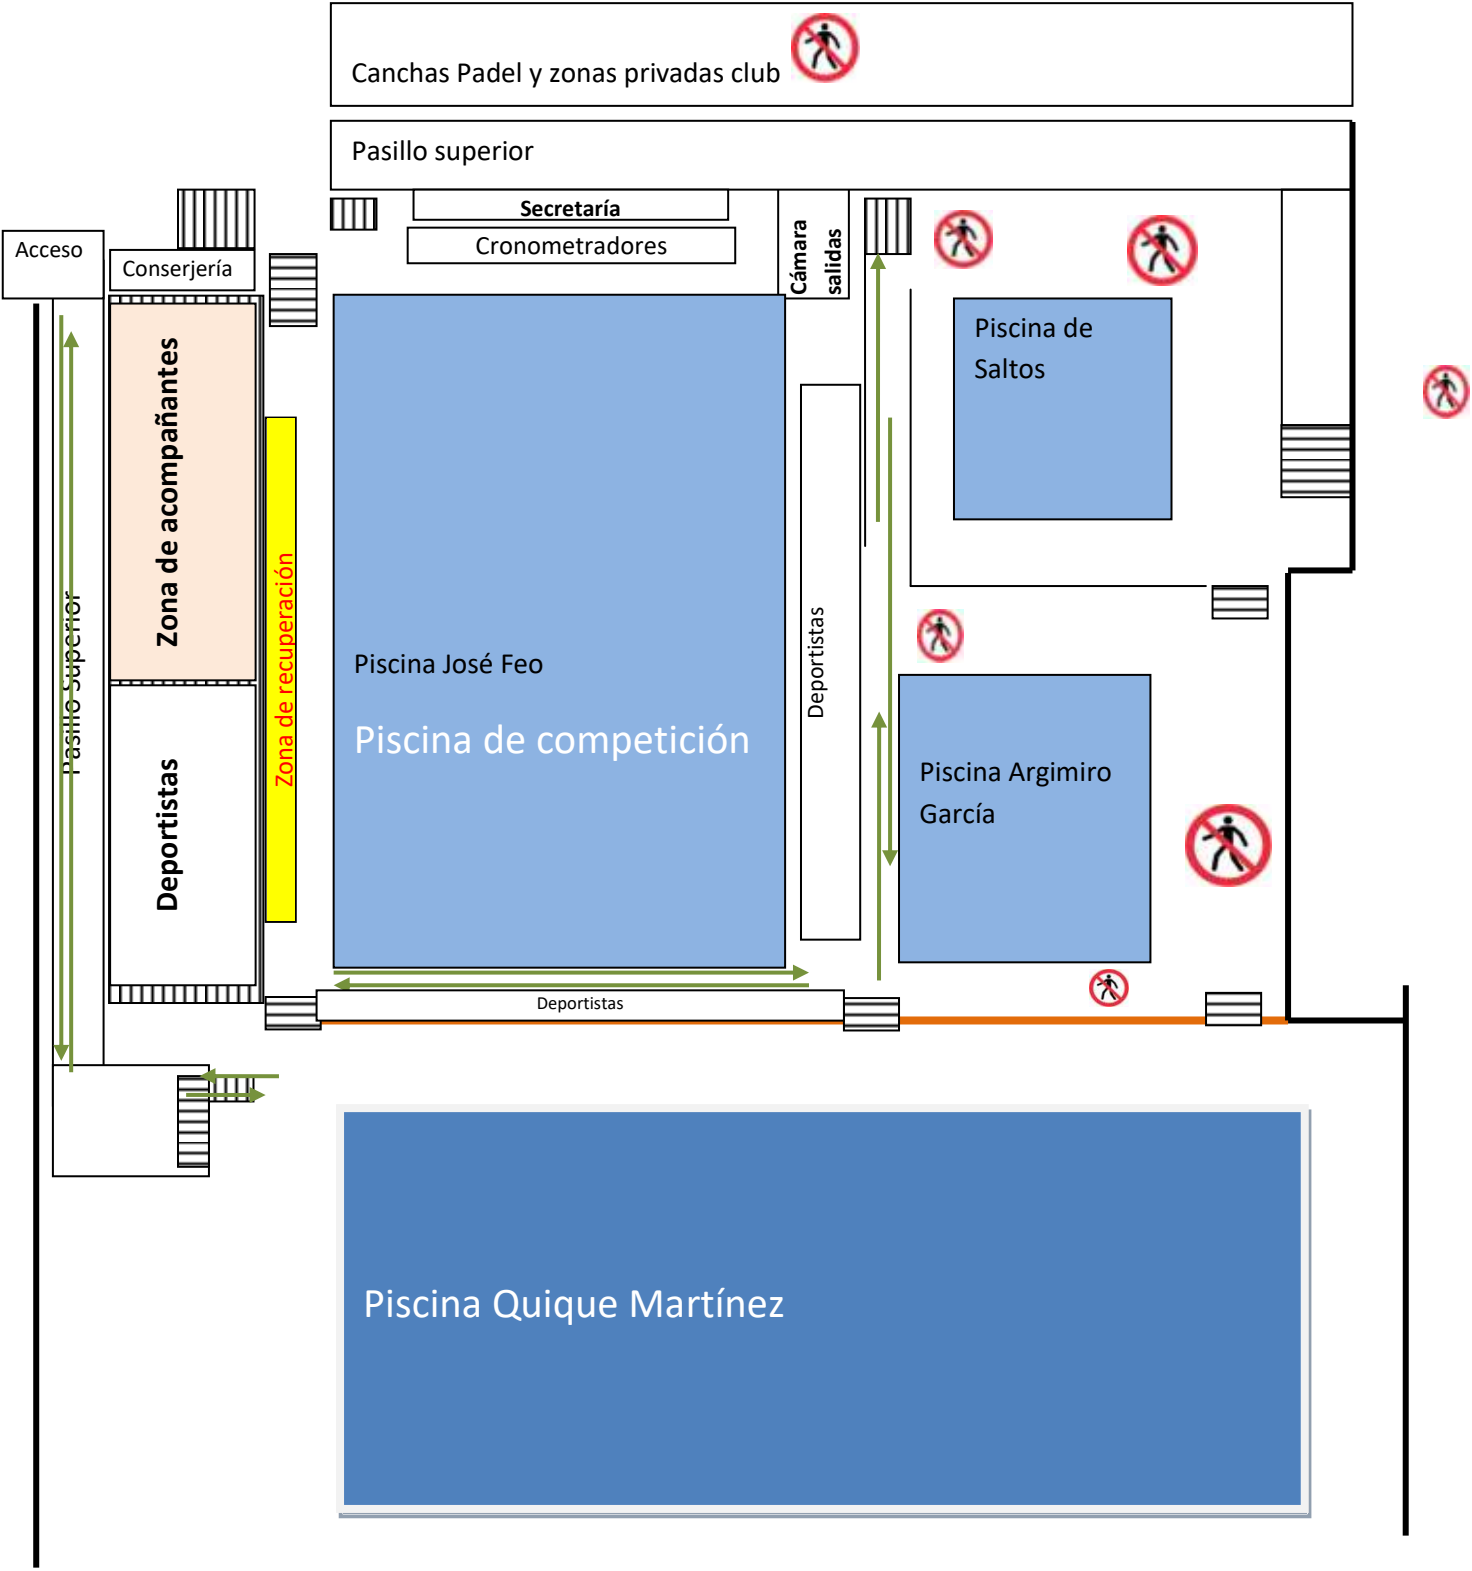 Canchas Padel y zonas privadas club
Pasillo superior
Secretaría
Cronometradores
Cámara
salidas
Acceso
Conserjería
Piscina de
Saltos
Zona de acompañantes
Zona de recuperación
Pasillo Superior
Deportistas
Piscina José Feo
Piscina de competición
Deportistas
Piscina Argimiro
García
Deportistas
Piscina Quique Martínez